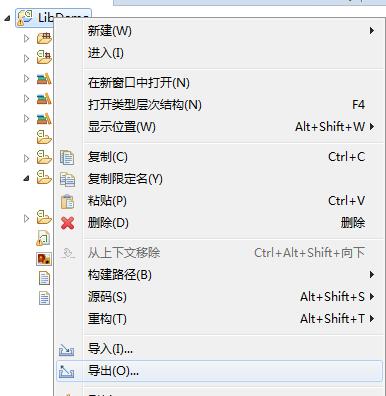 LibDemo
新建(W)
进入(I)
在新窗口中打开(N)
打开类型层次结构(N) F4
显示位置(W) Alt+Shift+W
复制(C) Ctrl+C
复制限定名(Y)
粘贴(P) Ctrl+V
删除(D) 删除
从上下文移除 Ctrl+Alt+Shift+向下
构建路径(B)
源码(S) Alt+Shift+S
重构(T) Alt+Shift+T
导入(I)...
导出(O)...